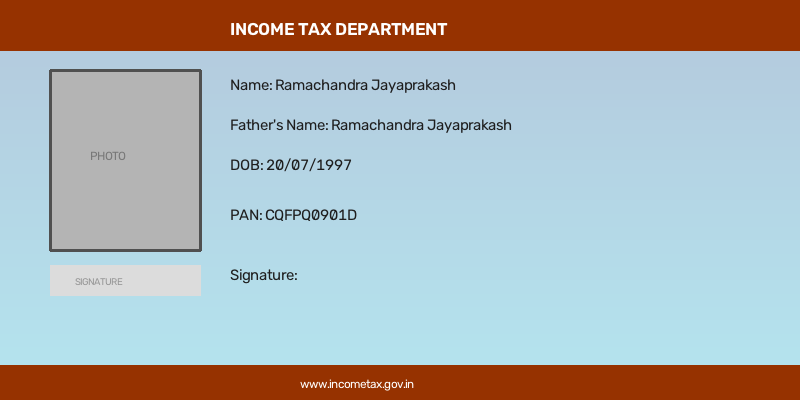 INCOME TAX DEPARTMENT
Name: Ramachandra Jayaprakash
Father's Name: Ramachandra Jayaprakash
PHOTO
DOB: 20/07/1997
PAN: CQFPQ0901D
Signature:
SIGNATURE
www.incometax.gov.in